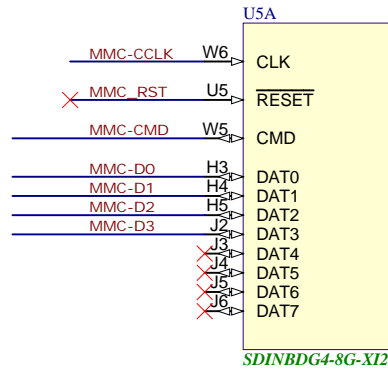 U5A
MMC-CCLK W6 CLK
MMC_RST U5 RESET
MMC-CMD W5 CMD
MMC-D0 H3 DAT0
MMC-D1 H4 DAT1
MMC-D2 H5 DAT2
MMC-D3 J2 DAT3
J3 DAT4
J4 DAT5
J5 DAT6
J6 DAT7
SDINBDG4-8G-XI2